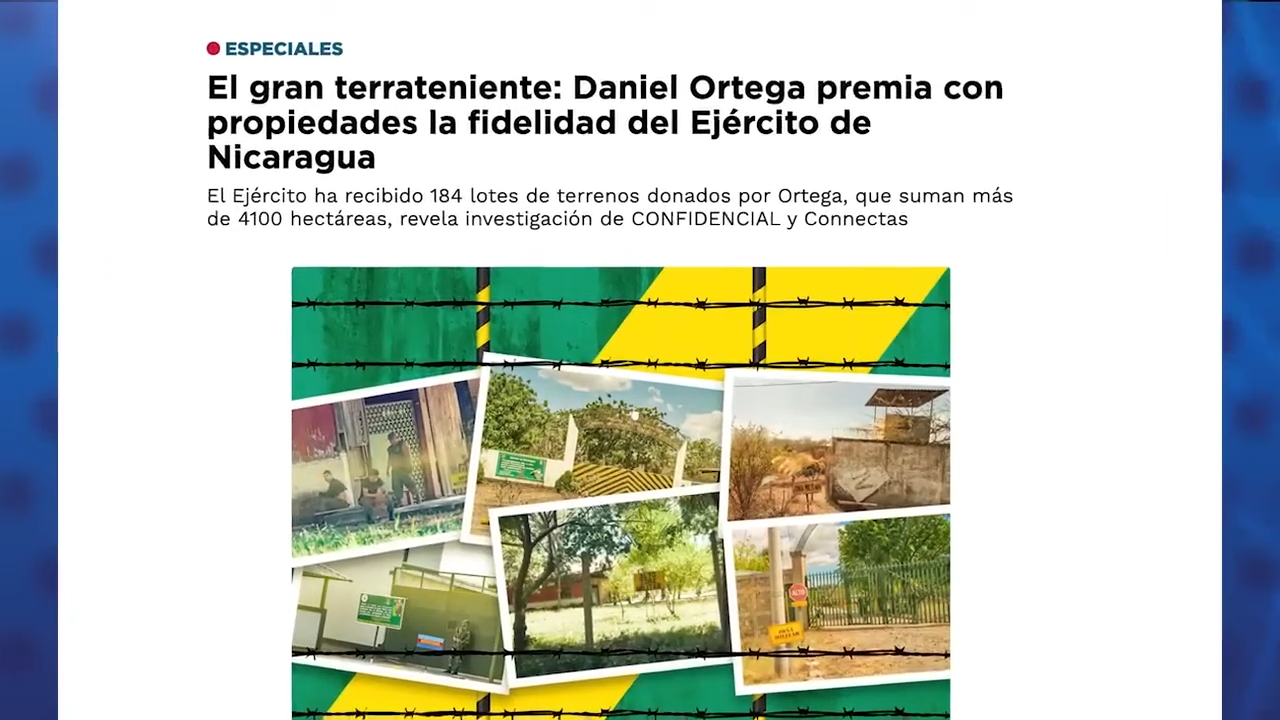 ESPECIALES
El gran terrateniente: Daniel Ortega premia con
propiedades la fidelidad del Ejército de
Nicaragua
El Ejército ha recibido 184 lotes de terrenos donados por Ortega, que suman más
de 4100 hectáreas, revela investigación de CONFIDENCIAL y Connectas
ALTO